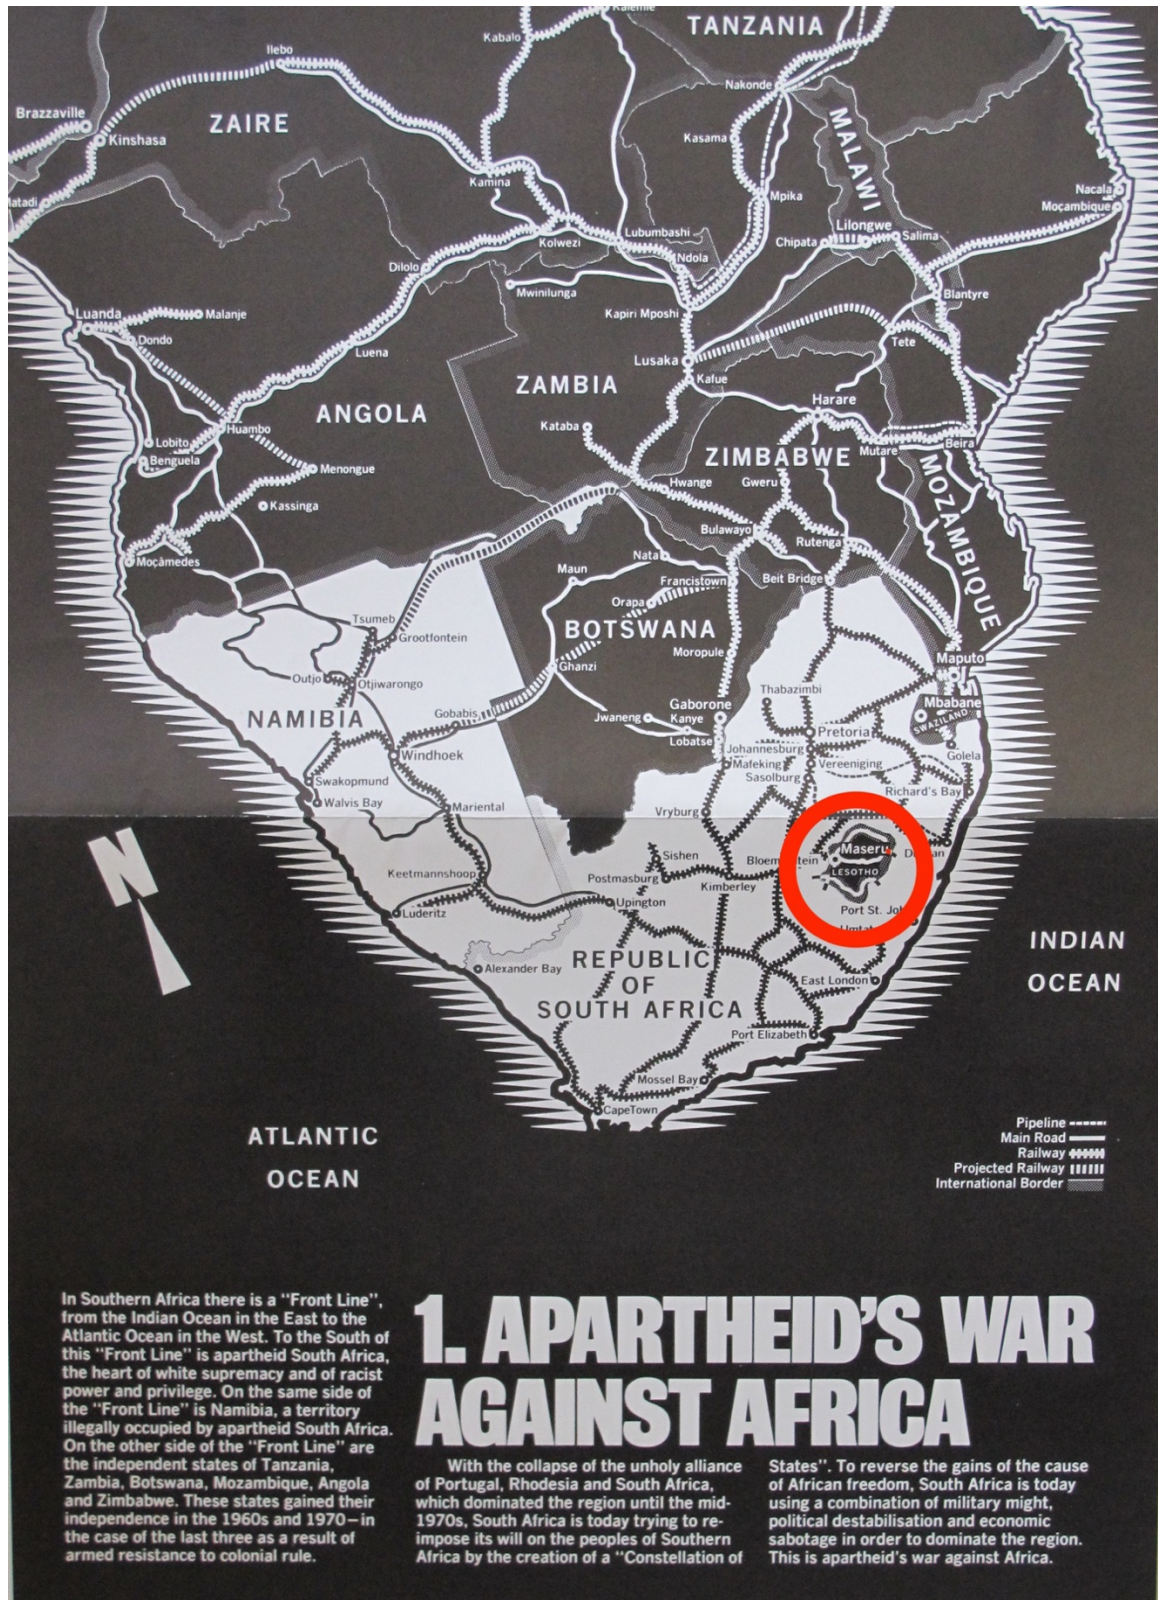 TANZANIA
Kabalo
Ilebo
Nakonde
Brazzaville
ZAIRE
MALAWI
Kinshasa
Kasama
Kamina
Mpika
Nacala
Moçambique
Lubumbashi
Lilongwe
Kolwezi
Chipata
Salima
Ndola
Dilolo
Mwinilunga
Blantyre
Luanda
Malanje
Kapiri Mposhi
Dondo
Tete
Luena
Lusaka
Kafue
ZAMBIA
ANGOLA
Harare
Huambo
Kataba
Lobito
Beira
Mutare
Benguela
ZIMBABWE
Menongue
Hwange
Gweru
MOZAMBIQUE
Kassinga
Bulawayo
Rutenga
Moçâmedes
Nata
Maun
Francistown
Beit Bridge
Orapa
Tsumeb
BOTSWANA
Grootfontein
Moropule
Maputo
Ghanzi
Outjo
Otjiwarongo
Thabazimbi
Mbabane
Gaborone
Gobabis
Jwaneng
Kanye
SWAZILAND
NAMIBIA
Pretoria
Lobatse
Windhoek
Johannesburg
Golela
Mafeking
Vereeniging
Swakopmund
Sasolburg
Richard's Bay
Walvis Bay
Mariental
Vryburg
Maseru
Sishen
LESOTHO
Keetmannshoop
Postmasburg
Kimberley
Upington
Luderitz
Port St.
INDIAN
OCEAN
REPUBLIC
OF
SOUTH AFRICA
Alexander Bay
East London
Port Elizabeth
Mossel Bay
CapeTown
N
ATLANTIC
OCEAN
Pipeline
Main Road
Railway
Projected Railway
International Border
In Southern Africa there is a "Front Line",
from the Indian Ocean in the East to the
Atlantic Ocean in the West. To the South of
this "Front Line" is apartheid South Africa,
the heart of white supremacy and of racist
power and privilege. On the same side of
the "Front Line" is Namibia, a territory
illegally occupied by apartheid South Africa.
On the other side of the "Front Line" are
the independent states of Tanzania,
Zambia, Botswana, Mozambique, Angola
and Zimbabwe. These states gained their
independence in the 1960s and 1970—in
the case of the last three as a result of
armed resistance to colonial rule.
1. APARTHEID'S WAR
AGAINST AFRICA
With the collapse of the unholy alliance
of Portugal, Rhodesia and South Africa,
which dominated the region until the mid-
1970s, South Africa is today trying to re-
impose its will on the peoples of Southern
Africa by the creation of a "Constellation of
States". To reverse the gains of the cause
of African freedom, South Africa is today
using a combination of military might,
political destabilisation and economic
sabotage in order to dominate the region.
This is apartheid's war against Africa.